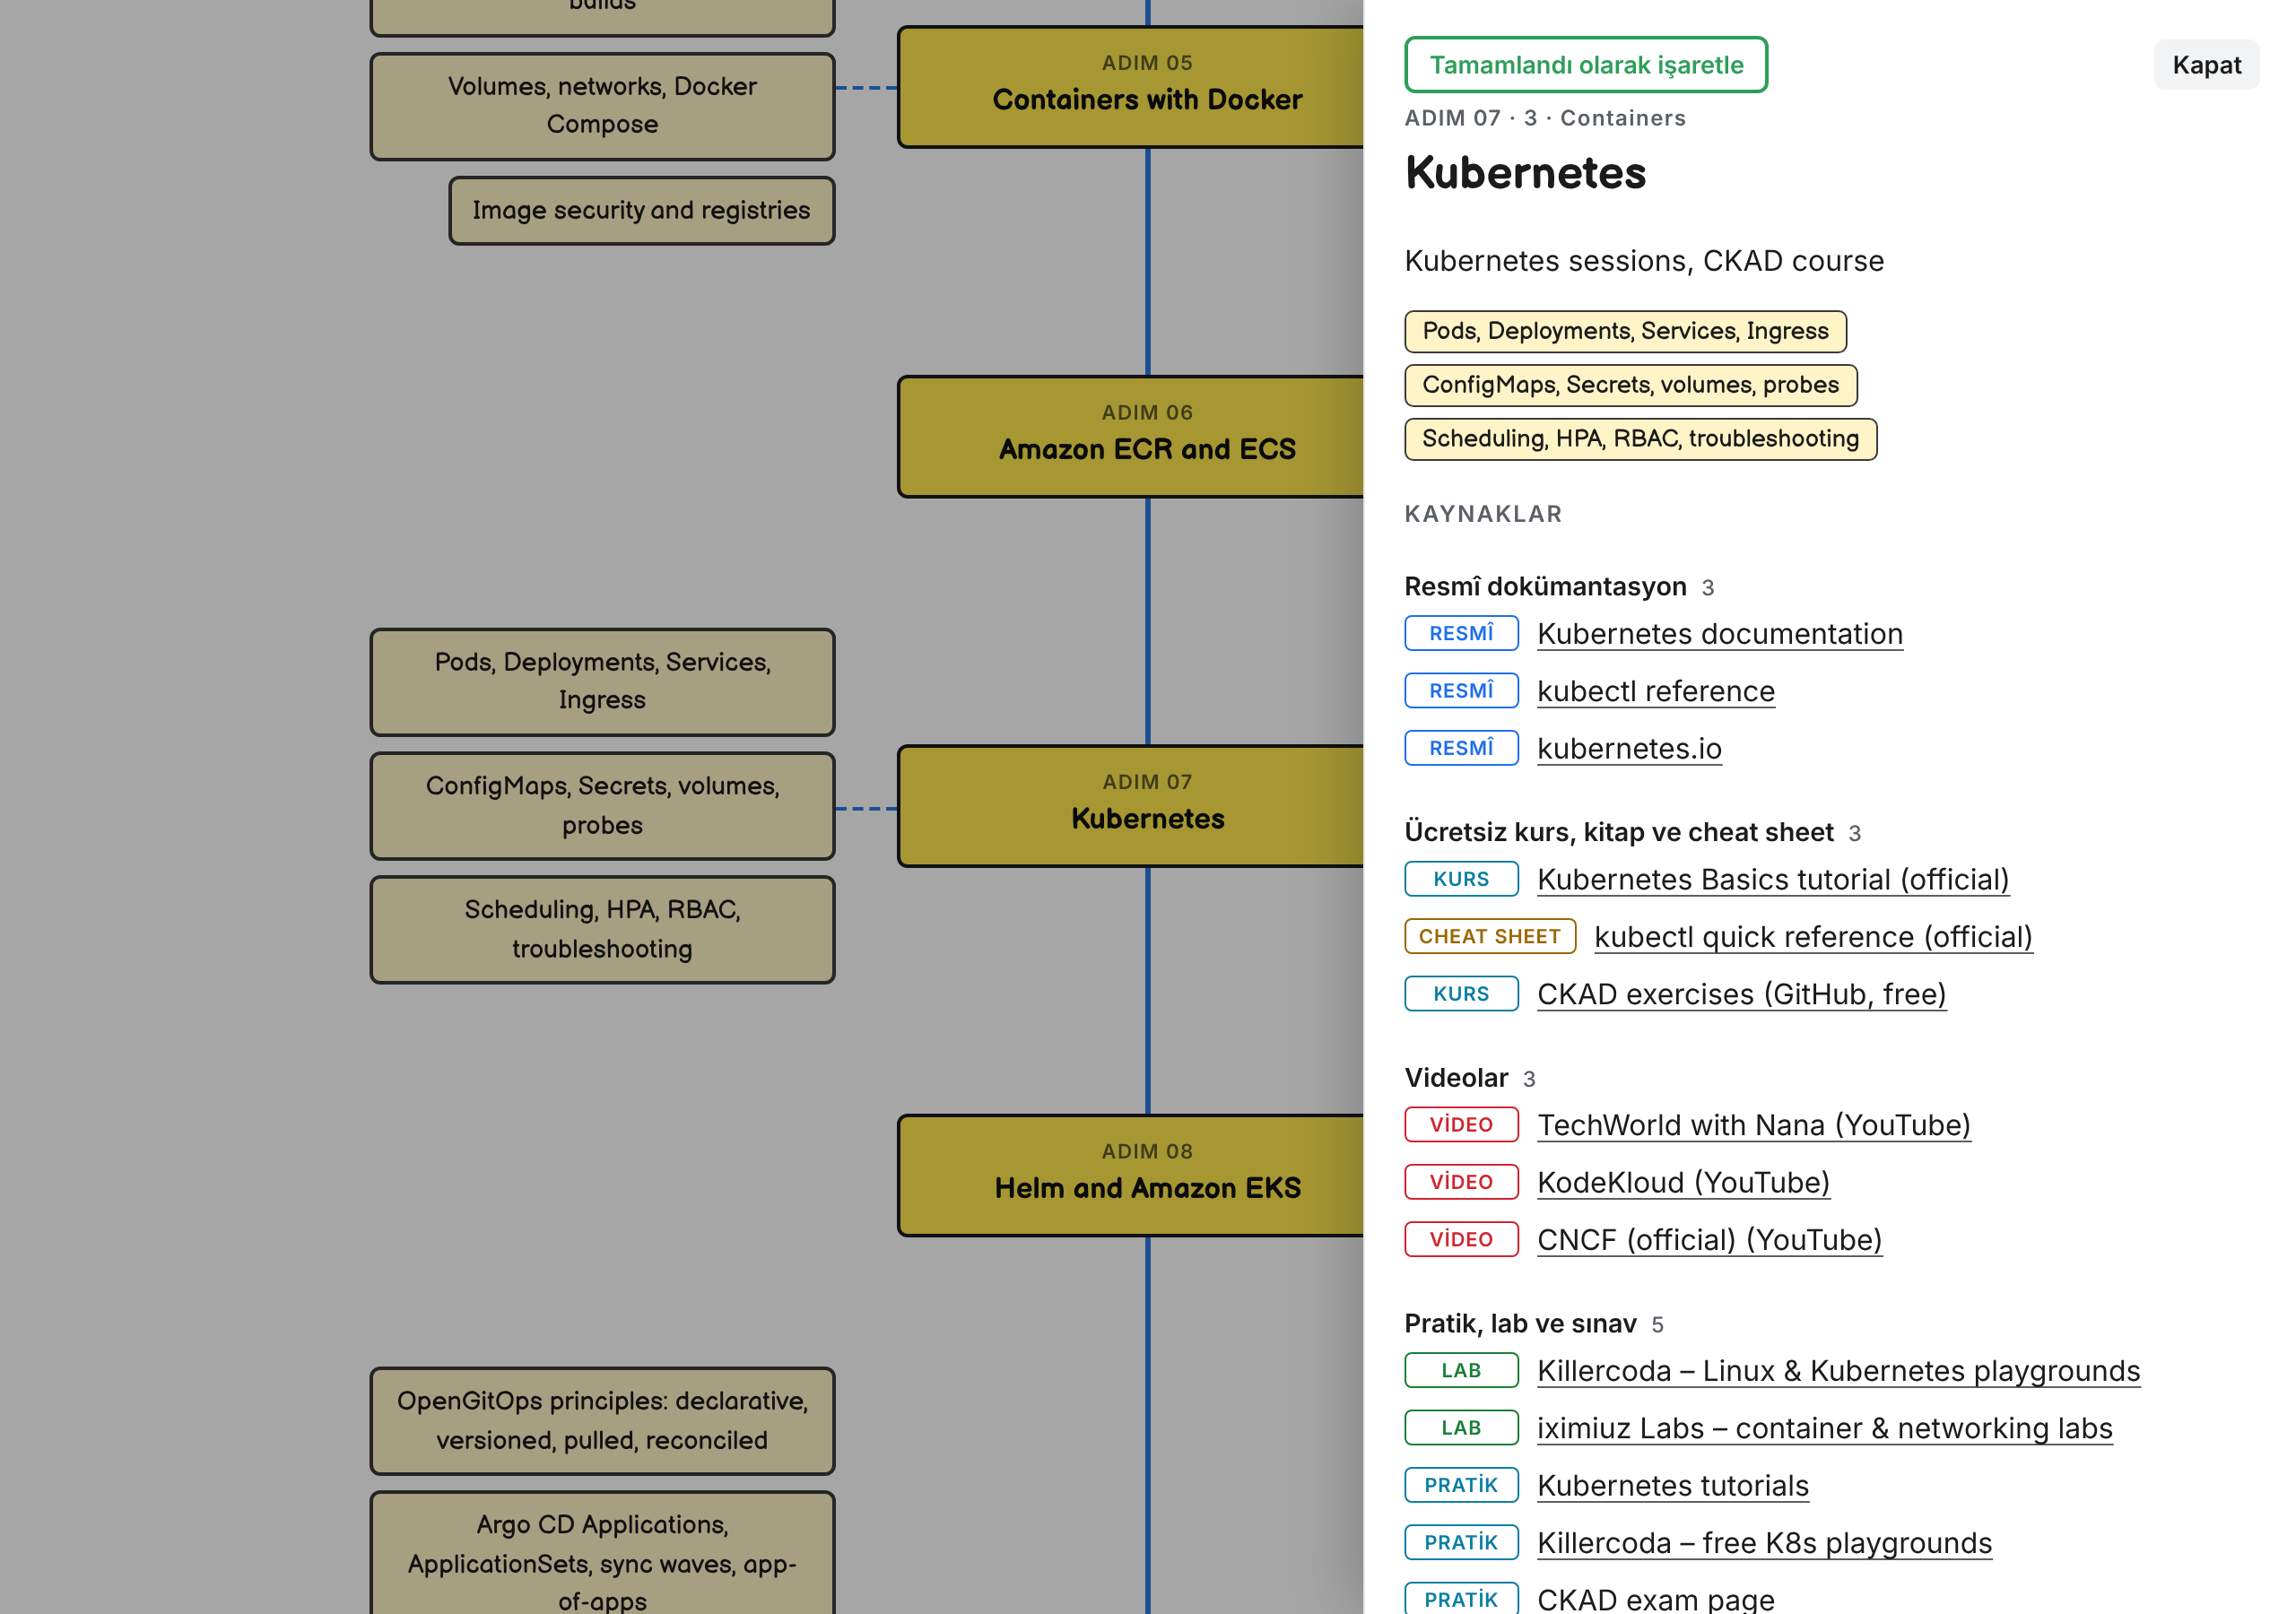 builds
Volumes, networks, Docker
Compose
Image security and registries
ADIM 05
Containers with Docker
ADIM 06
Amazon ECR and ECS
Pods, Deployments, Services,
Ingress
ConfigMaps, Secrets, volumes,
probes
Scheduling, HPA, RBAC,
troubleshooting
ADIM 07
Kubernetes
ADIM 08
Helm and Amazon EKS
OpenGitOps principles: declarative,
versioned, pulled, reconciled
Argo CD Applications,
ApplicationSets, sync waves, app-
of-apps
Tamamlandı olarak işaretle
Kapat
ADIM 07 · 3 · Containers
Kubernetes
Kubernetes sessions, CKAD course
Pods, Deployments, Services, Ingress
ConfigMaps, Secrets, volumes, probes
Scheduling, HPA, RBAC, troubleshooting
KAYNAKLAR
Resmî dokümantasyon 3
RESMÎ Kubernetes documentation
RESMÎ kubectl reference
RESMÎ kubernetes.io
Ücretsiz kurs, kitap ve cheat sheet 3
KURS Kubernetes Basics tutorial (official)
CHEAT SHEET kubectl quick reference (official)
KURS CKAD exercises (GitHub, free)
Videolar 3
VİDEO TechWorld with Nana (YouTube)
VİDEO KodeKloud (YouTube)
VİDEO CNCF (official) (YouTube)
Pratik, lab ve sınav 5
LAB Killercoda – Linux & Kubernetes playgrounds
LAB iximiuz Labs – container & networking labs
PRATİK Kubernetes tutorials
PRATİK Killercoda – free K8s playgrounds
PRATİK CKAD exam page